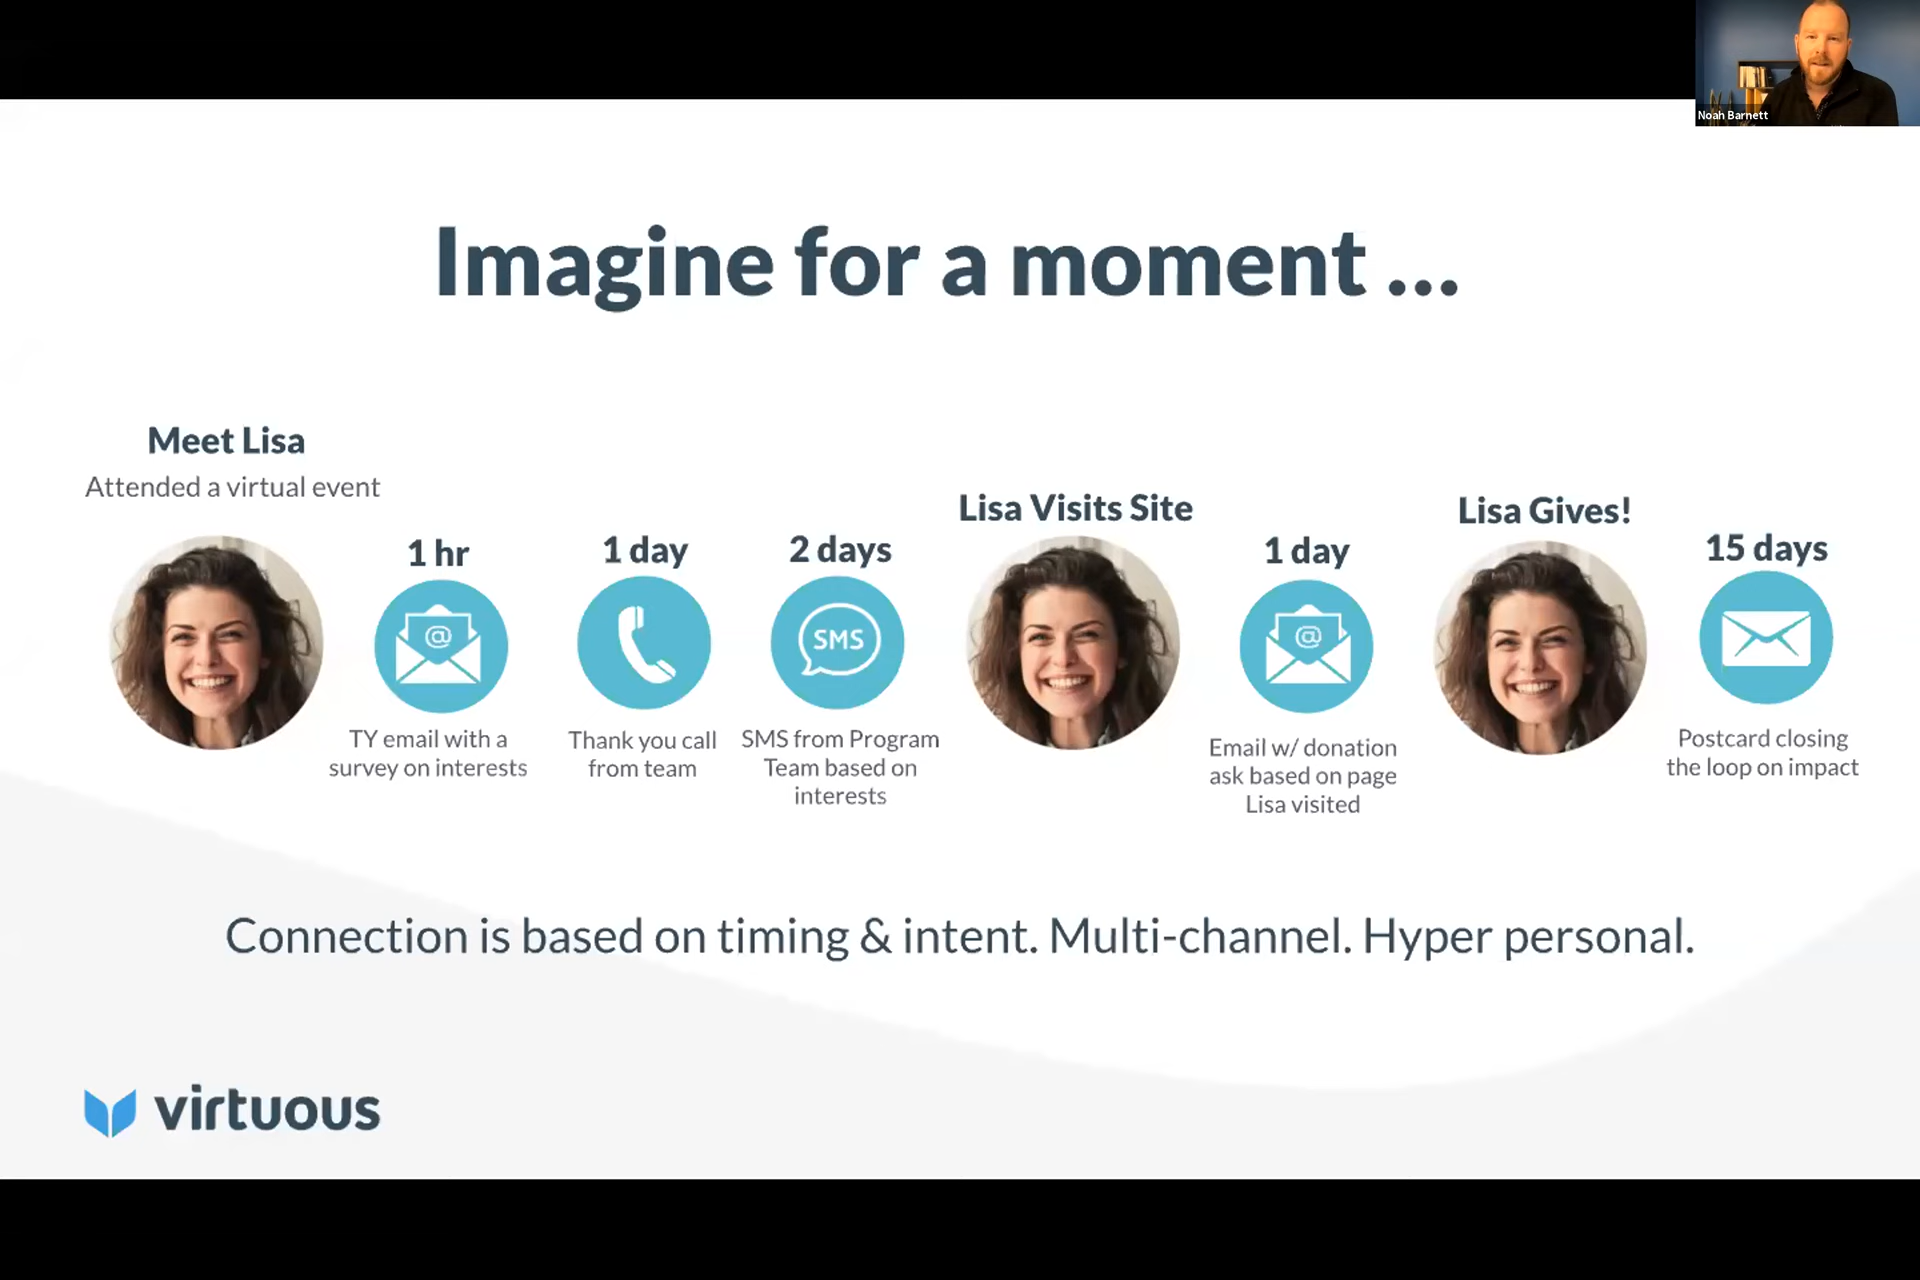 Noah Barnett
Imagine for a moment ...
Meet Lisa
Attended a virtual event
1 hr
@
TY email with a
survey on interests
1 day
Thank you call
from team
2 days
SMS
SMS from Program
Team based on
interests
Lisa Visits Site
1 day
@
Email w/ donation
ask based on page
Lisa visited
Lisa Gives!
15 days
Postcard closing
the loop on impact
Connection is based on timing & intent. Multi-channel. Hyper personal.
virtuous